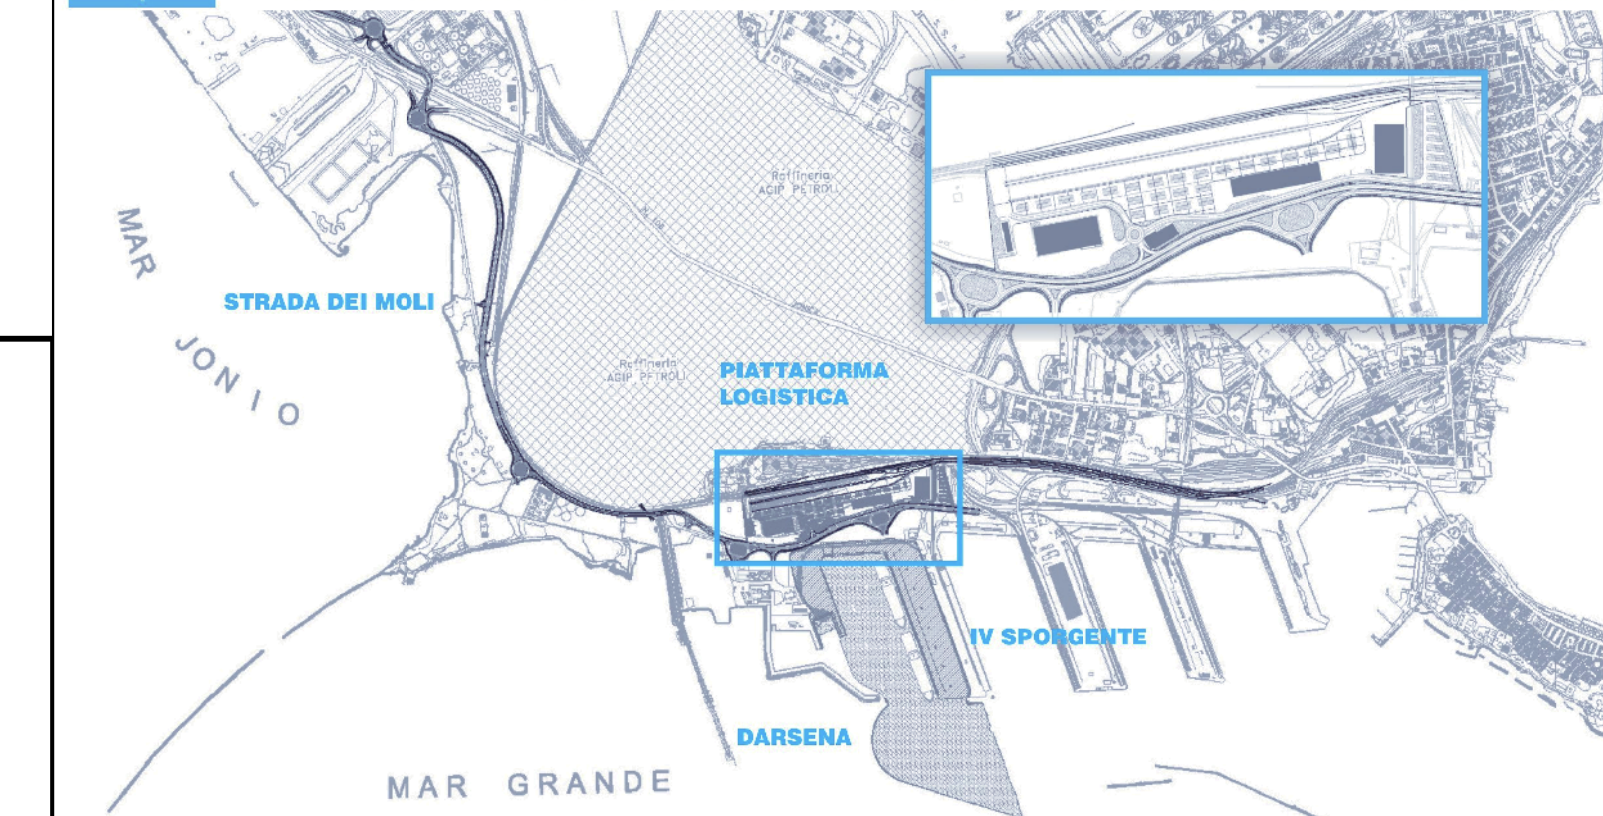 Raffineria
AGIP PETROLI
MAR
JONIO
STRADA DEI MOLI
Raffineria
AGIP PETROLI
PIATTAFORMA
LOGISTICA
IV SPORGENTE
DARSENA
MAR GRANDE